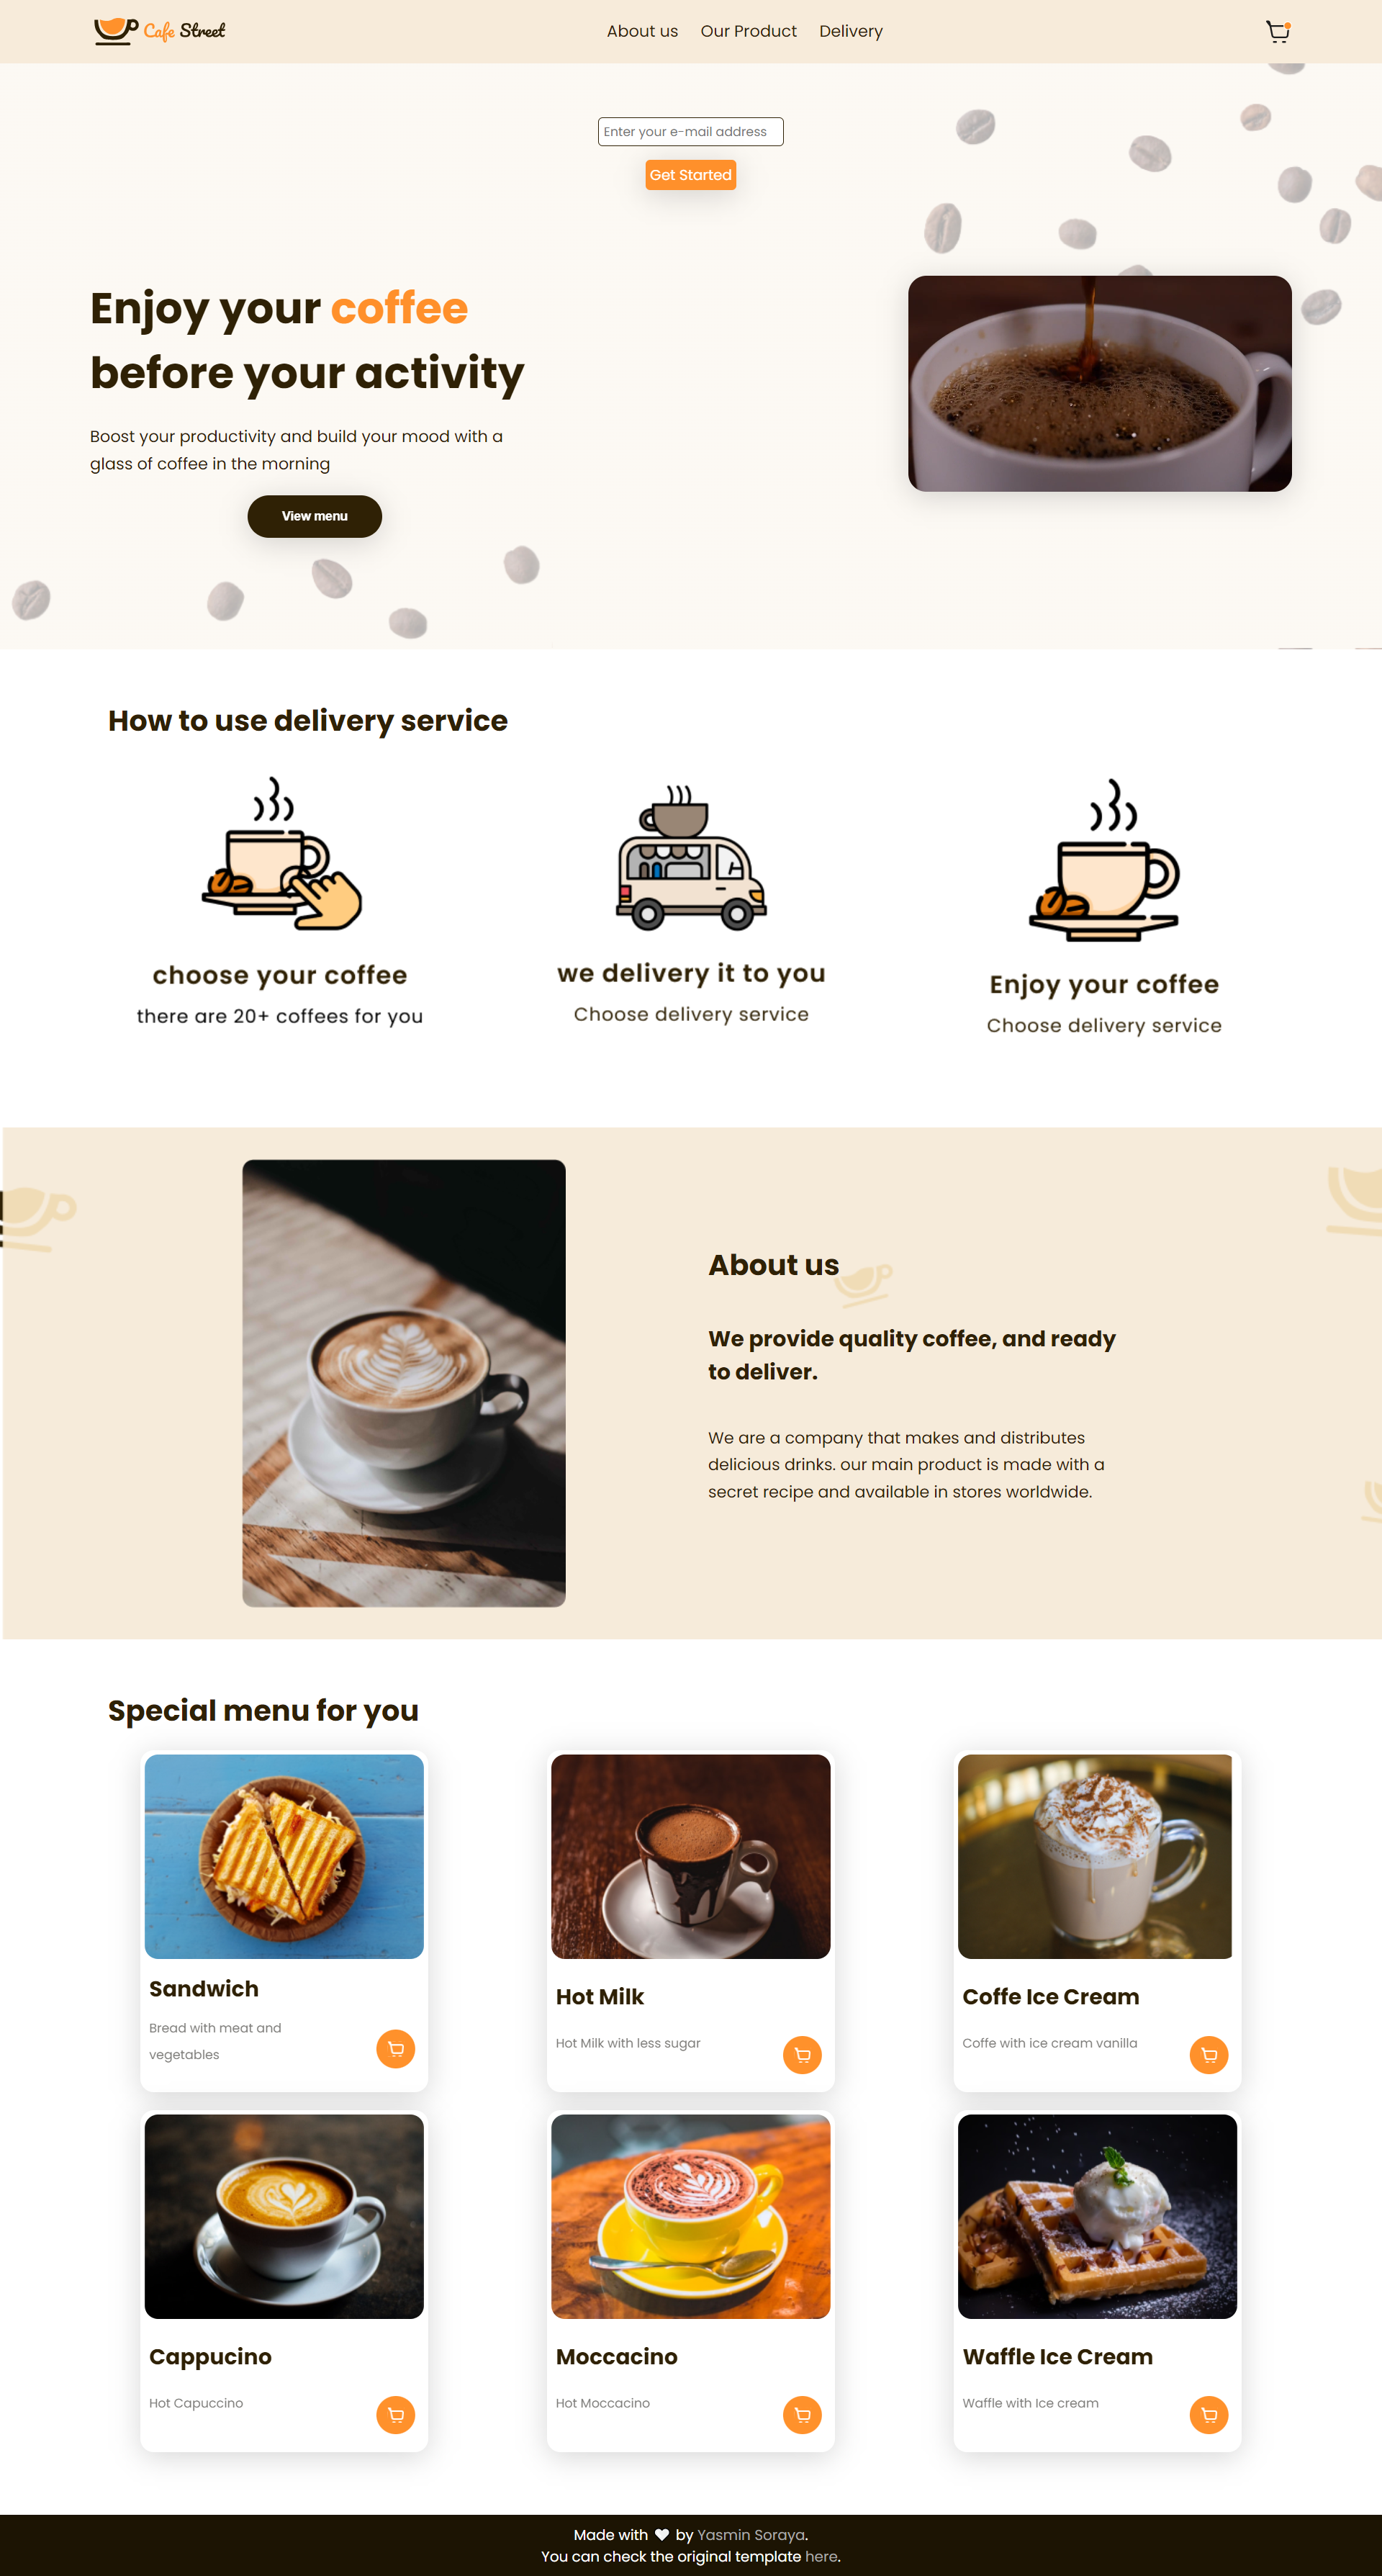 Cafe Street
About us Our Product Delivery
Enter your e-mail address
Get Started
Enjoy your coffee
before your activity
Boost your productivity and build your mood with a
glass of coffee in the morning
View menu
How to use delivery service
choose your coffee
there are 20+ coffees for you
we delivery it to you
Choose delivery service
Enjoy your coffee
Choose delivery service
About us
We provide quality coffee, and ready
to deliver.
We are a company that makes and distributes
delicious drinks. our main product is made with a
secret recipe and available in stores worldwide.
Special menu for you
Sandwich
Bread with meat and
vegetables
Hot Milk
Hot Milk with less sugar
Coffe Ice Cream
Coffe with ice cream vanilla
Cappucino
Hot Capuccino
Moccacino
Hot Moccacino
Waffle Ice Cream
Waffle with Ice cream
Made with ♥ by Yasmin Soraya.
You can check the original template here.